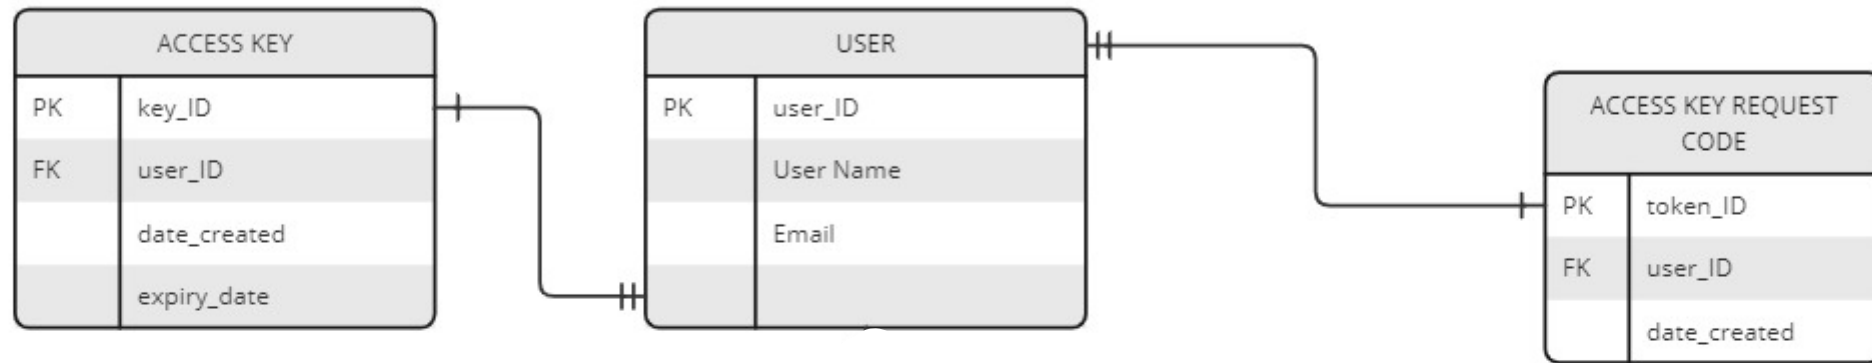 ACCESS KEY
PK key_ID
FK user_ID
date_created
expiry_date
USER
PK user_ID
User Name
Email
ACCESS KEY REQUEST
CODE
PK token_ID
FK user_ID
date_created